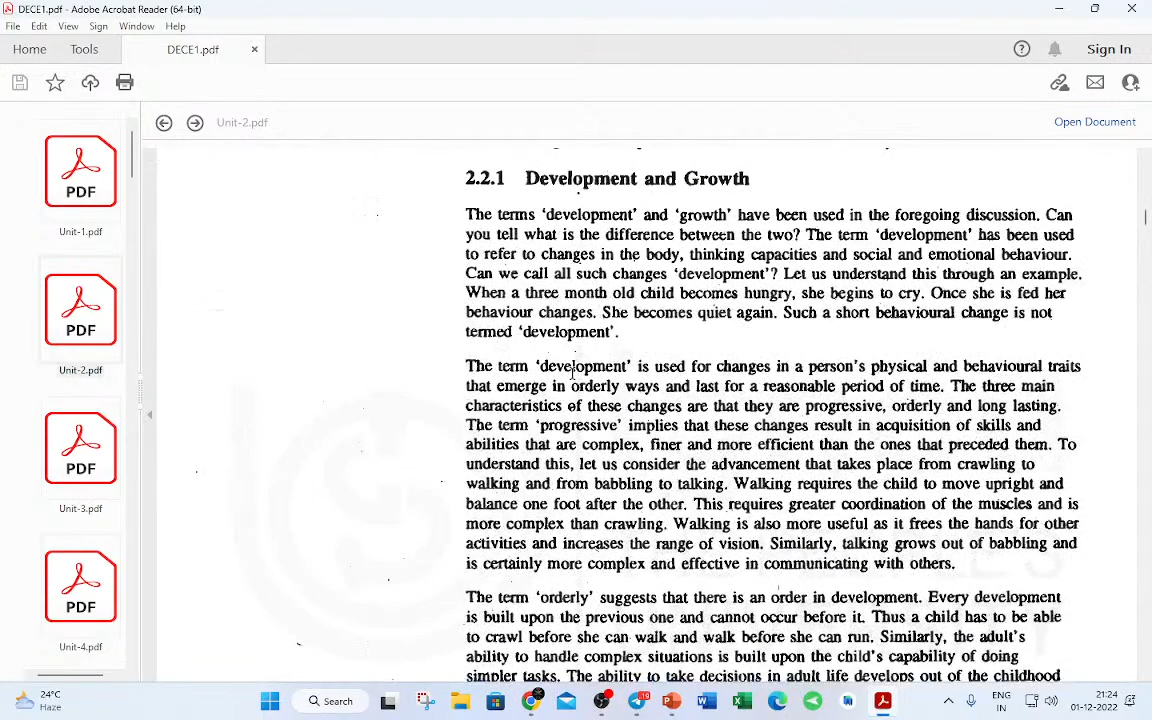 DECE1.pdf - Adobe Acrobat Reader (64-bit)
File Edit View Sign Window Help
Home Tools DECE1.pdf Sign In
Unit-2.pdf Open Document
PDF
Unit-1.pdf
PDF
Unit-2.pdf
PDF
Unit-3.pdf
PDF
Unit-4.pdf
2.2.1 Development and Growth
The terms ‘development’ and ‘growth’ have been used in the foregoing discussion. Can
you tell what is the difference between the two? The term ‘development’ has been used
to refer to changes in the body, thinking capacities and social and emotional behaviour.
Can we call all such changes ‘development’? Let us understand this through an example.
When a three month old child becomes hungry, she begins to cry. Once she is fed her
behaviour changes. She becomes quiet again. Such a short behavioural change is not
termed ‘development’.
The term ‘development’ is used for changes in a person’s physical and behavioural traits
that emerge in orderly ways and last for a reasonable period of time. The three main
characteristics of these changes are that they are progressive, orderly and long lasting.
The term ‘progressive’ implies that these changes result in acquisition of skills and
abilities that are complex, finer and more efficient than the ones that preceded them. To
understand this, let us consider the advancement that takes place from crawling to
walking and from babbling to talking. Walking requires the child to move upright and
balance one foot after the other. This requires greater coordination of the muscles and is
more complex than crawling. Walking is also more useful as it frees the hands for other
activities and increases the range of vision. Similarly, talking grows out of babbling and
is certainly more complex and effective in communicating with others.
The term ‘orderly’ suggests that there is an order in development. Every development
is built upon the previous one and cannot occur before it. Thus a child has to be able
to crawl before she can walk and walk before she can run. Similarly, the adult’s
ability to handle complex situations is built upon the child’s capability of doing
simpler tasks. The ability to take decisions in adult life develops out of the childhood
24°C
Haze
Search
19
ENG
IN
21:24
01-12-2022